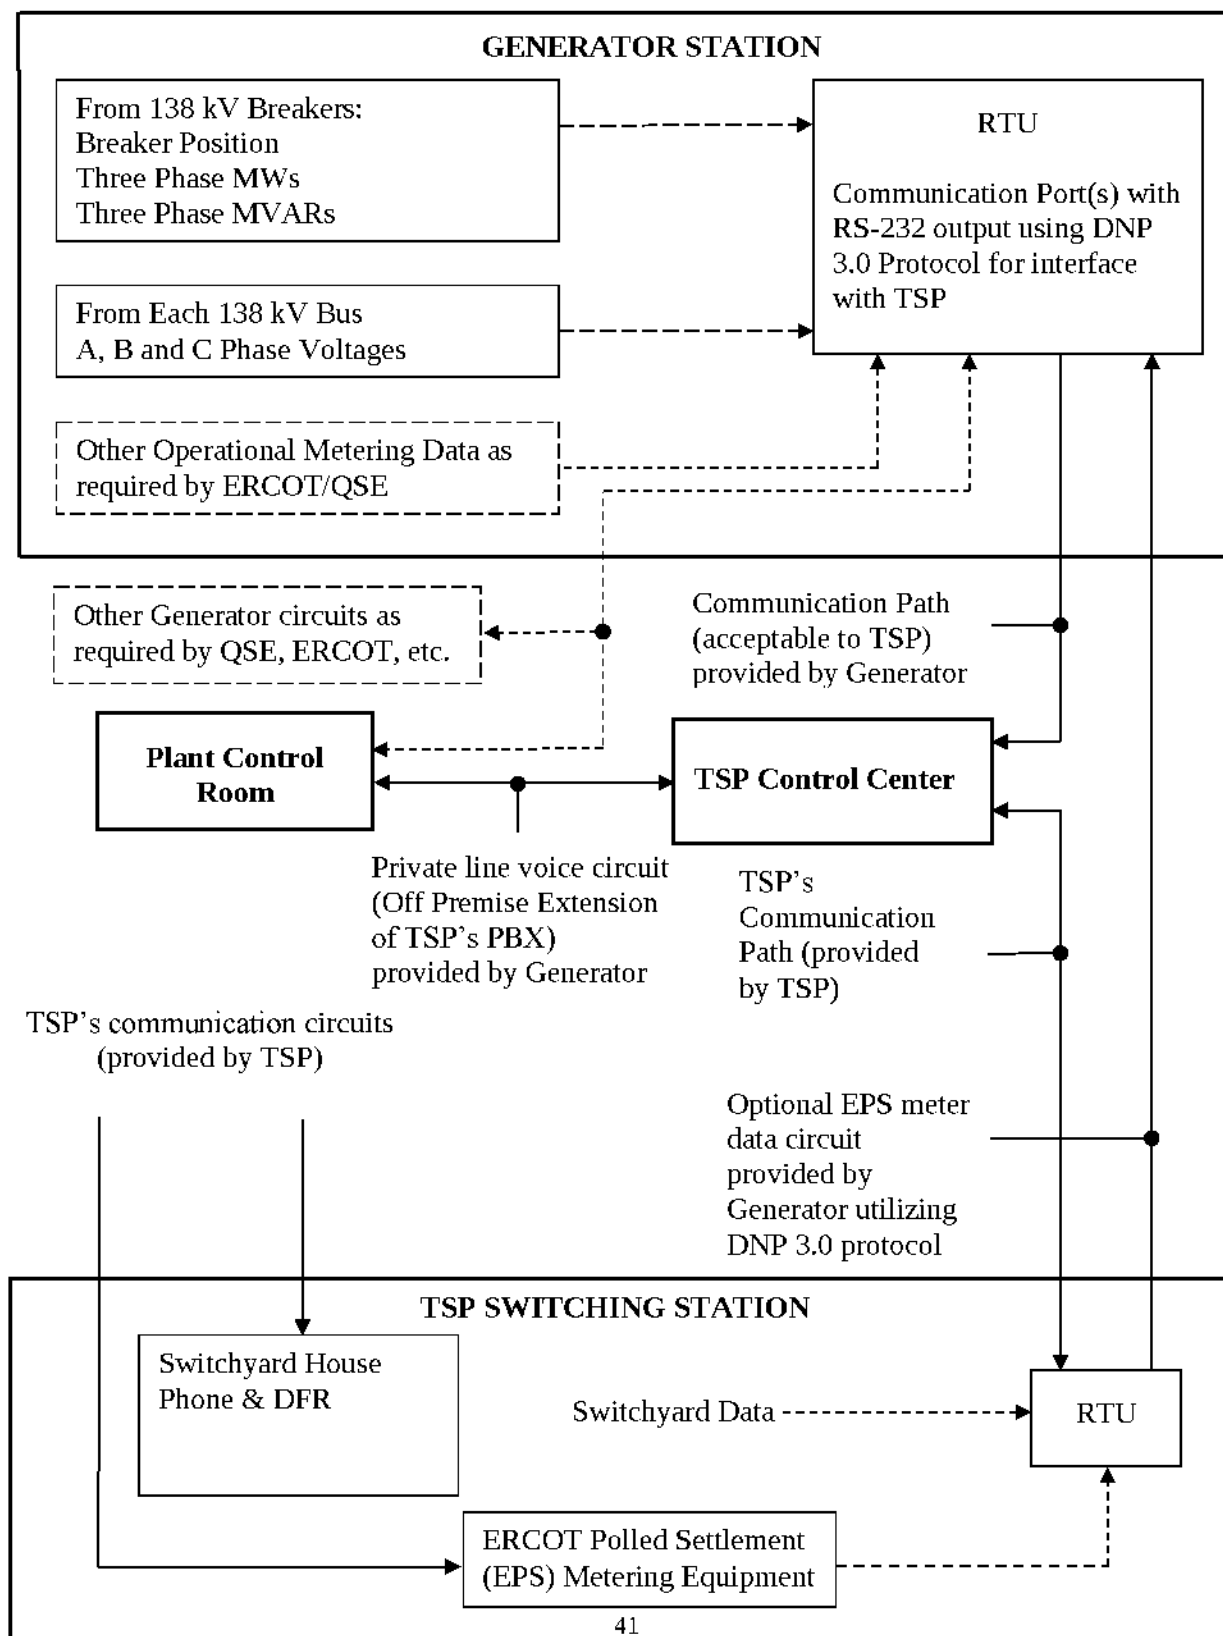 GENERATOR STATION
From 138 kV Breakers:
Breaker Position
Three Phase MWs
Three Phase MVARs
RTU
Communication Port(s) with
RS-232 output using DNP
3.0 Protocol for interface
with TSP
From Each 138 kV Bus
A, B and C Phase Voltages
Other Operational Metering Data as
required by ERCOT/QSE
Other Generator circuits as
required by QSE, ERCOT, etc.
Communication Path
(acceptable to TSP)
provided by Generator
Plant Control
Room
TSP Control Center
Private line voice circuit
(Off Premise Extension
of TSP's PBX)
provided by Generator
TSP's
Communication
Path (provided
by TSP)
TSP's communication circuits
(provided by TSP)
Optional EPS meter
data circuit
provided by
Generator utilizing
DNP 3.0 protocol
TSP SWITCHING STATION
Switchyard House
Phone & DFR
Switchyard Data
RTU
ERCOT Polled Settlement
(EPS) Metering Equipment
41